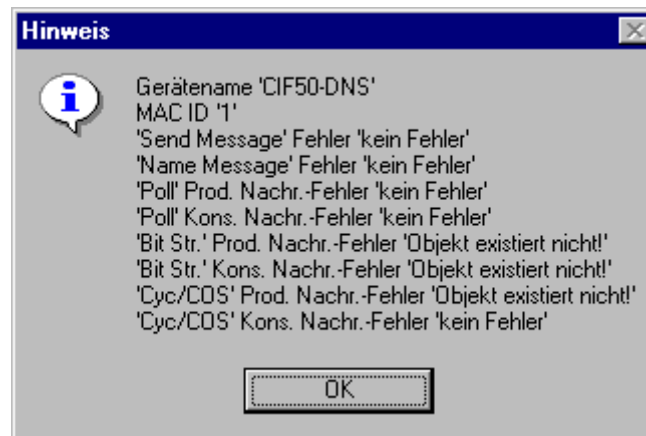 Hinweis
Gerätename 'CIF50-DNS'
MAC ID '1'
'Send Message' Fehler 'kein Fehler'
'Name Message' Fehler 'kein Fehler'
'Poll' Prod. Nachr.-Fehler 'kein Fehler'
'Poll' Kons. Nachr.-Fehler 'kein Fehler'
'Bit Str.' Prod. Nachr.-Fehler 'Objekt existiert nicht!'
'Bit Str.' Kons. Nachr.-Fehler 'Objekt existiert nicht!'
'Cyc/COS' Prod. Nachr.-Fehler 'Objekt existiert nicht!'
'Cyc/COS' Kons. Nachr.-Fehler 'kein Fehler'
OK